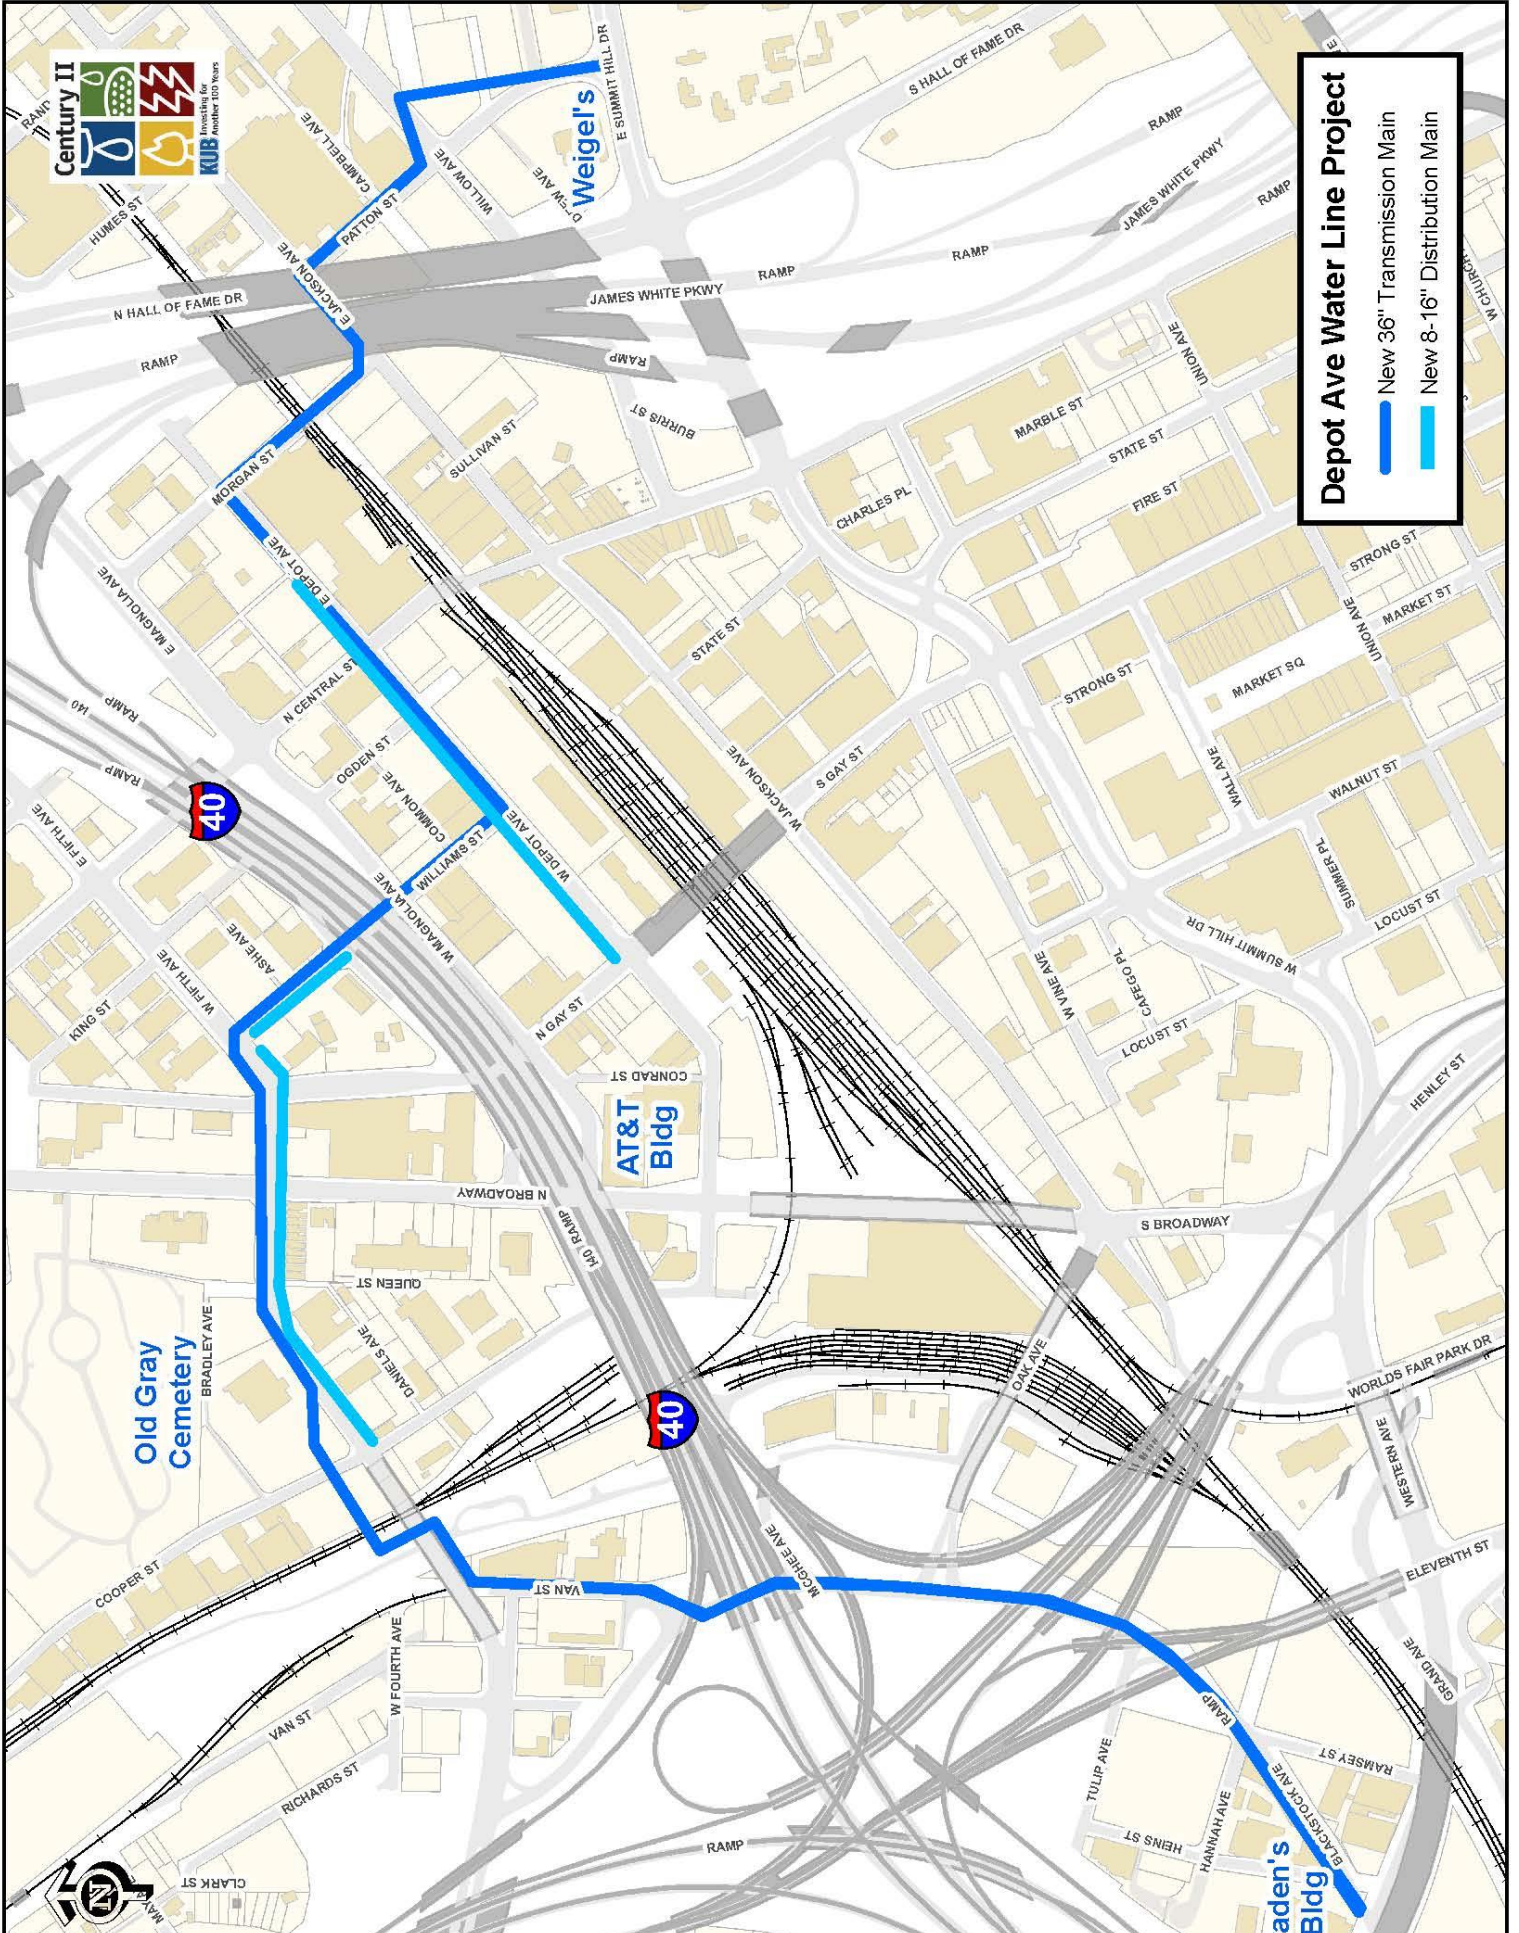 Century II
KUB
Investing for
Another 100 Years
Depot Ave Water Line Project
New 36" Transmission Main
New 8-16" Distribution Main
N
Old Gray
Cemetery
AT&T
Bldg
Weigel's
aden's
Bldg
40
40
CLARK ST
RICHARDS ST
VAN ST
COOPER ST
W FOURTH AVE
BRADLEY AVE
DANIELS AVE
QUEEN ST
KING ST
W FIFTH AVE
ASHE AVE
E FIFTH AVE
RAMP
I40
RAMP
E MAGNOLIA AVE
RAMP
N HALL OF FAME DR
HUMES ST
CAMPBELL AVE
PATTON ST
WILLOW AVE
E SUMMIT HILL DR
S HALL OF FAME DR
E JACKSON AVE
MORGAN ST
E DEPOT AVE
N CENTRAL ST
OGDEN ST
COMMON AVE
WILLIAMS ST
W MAGNOLIA AVE
W DEPOT AVE
N GAY ST
CONRAD ST
N BROADWAY
I40 RAMP
VAN ST
MCGHEE AVE
RAMP
RAMP
SULLIVAN ST
BURRIS ST
RAMP
JAMES WHITE PKWY
RAMP
RAMP
RAMP
JAMES WHITE PKWY
RAMP
STATE ST
W JACKSON AVE
S GAY ST
CHARLES PL
MARBLE ST
STATE ST
FIRE ST
UNION AVE
STRONG ST
STRONG ST
MARKET ST
MARKET SQ
UNION AVE
WALL AVE
WALNUT ST
SUMMER PL
LOCUST ST
W SUMMIT HILL DR
W VINE AVE
CAFEGO PL
LOCUST ST
HENLEY ST
S BROADWAY
OAK AVE
WORLDS FAIR PARK DR
WESTERN AVE
ELEVENTH ST
GRAND AVE
RAMSEY ST
BLACKSTOCK AVE
TULIP AVE
HEINS ST
HANNAH AVE
W CHURCH